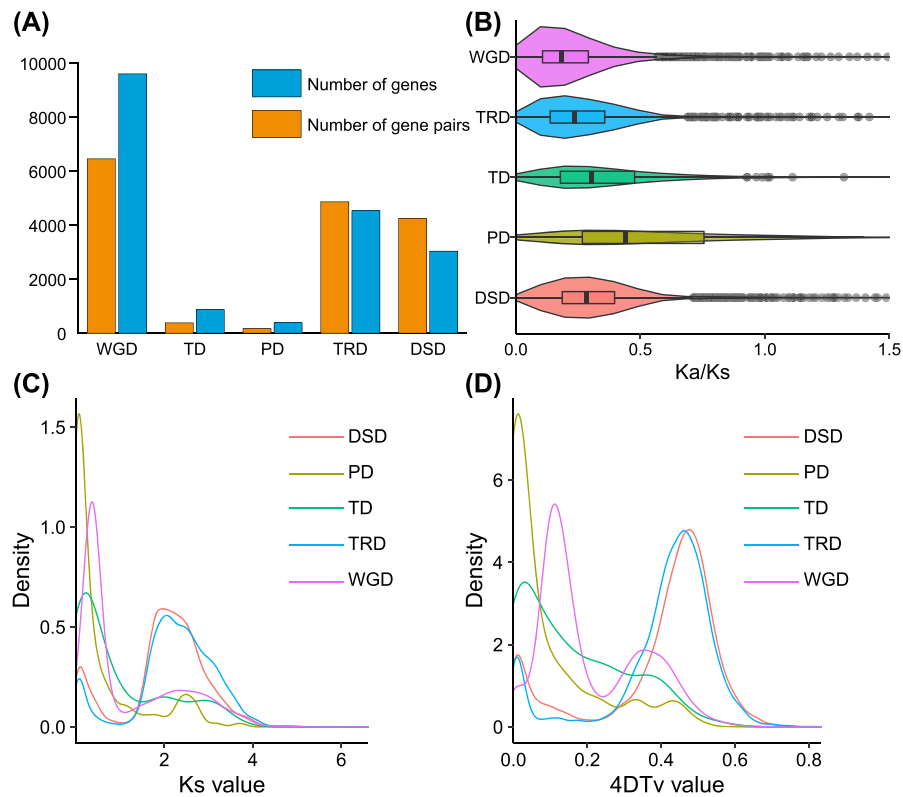 (A)
10000
8000
6000
4000
2000
0
WGD TD PD TRD DSD
Number of genes
Number of gene pairs
(B)
WGD
TRD
TD
PD
DSD
0.0 0.5 1.0 1.5
Ka/Ks
(C)
Density
1.5
1.0
0.5
0.0
2 4 6
Ks value
DSD
PD
TD
TRD
WGD
(D)
Density
6
4
2
0
0.0 0.2 0.4 0.6 0.8
4DTv value
DSD
PD
TD
TRD
WGD